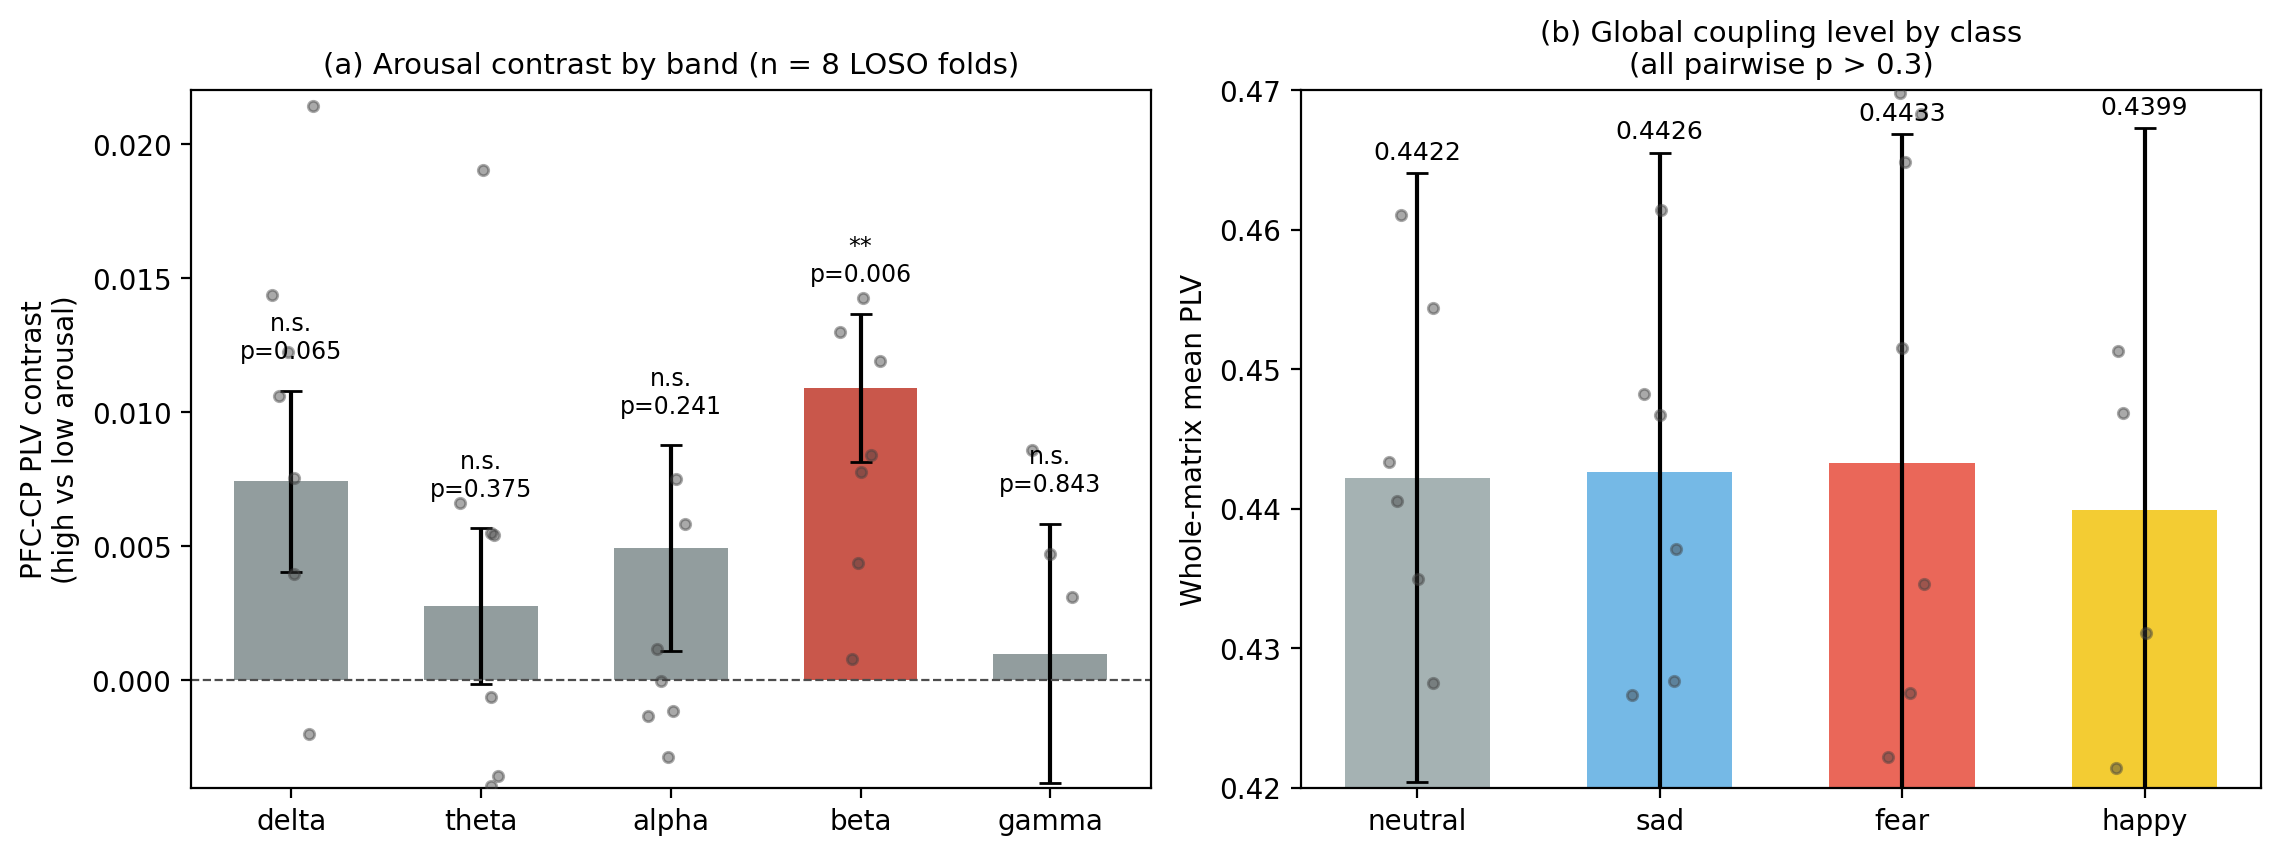 (a) Arousal contrast by band (n = 8 LOSO folds)
PFC-CP PLV contrast
(high vs low arousal)
0.020
0.015
0.010
0.005
0.000
n.s.
p=0.065
n.s.
p=0.375
n.s.
p=0.241
**
p=0.006
n.s.
p=0.843
delta
theta
alpha
beta
gamma
(b) Global coupling level by class
(all pairwise p > 0.3)
Whole-matrix mean PLV
0.47
0.46
0.45
0.44
0.43
0.42
0.4422
0.4426
0.4433
0.4399
neutral
sad
fear
happy